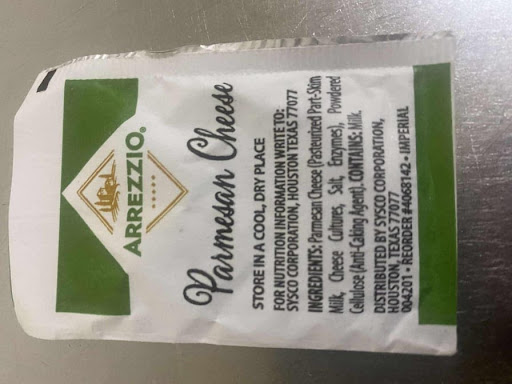 ARREZZIO.
Parmesan Cheese
STORE IN A COOL, DRY PLACE
FOR NUTRITION INFORMATION WRITE TO:
SYSCO CORPORATION, HOUSTON TEXAS 77077
INGREDIENTS: Parmesan Cheese (Pasteurized Part-Skim
Milk, Cheese Cultures, Salt, Enzymes), Powdered
Cellulose (Anti-Caking Agent). CONTAINS: Milk.
DISTRIBUTED BY SYSCO CORPORATION,
HOUSTON, TEXAS 77077
004201 • REORDER #4068142 • IMPERIAL